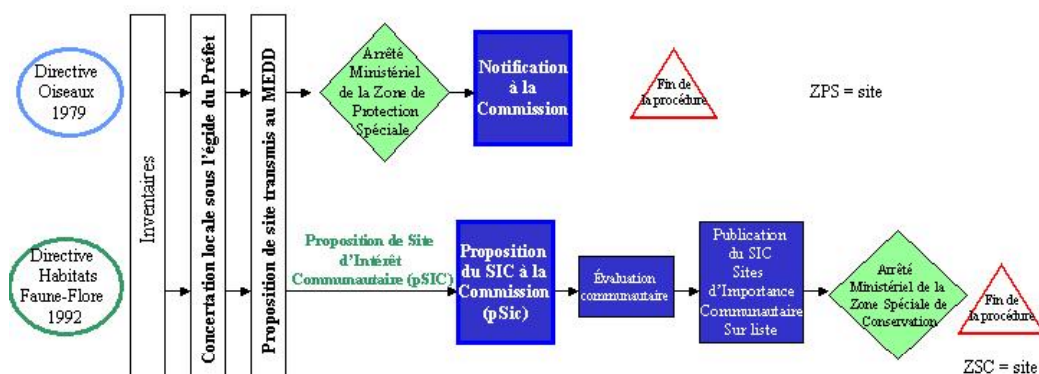 Directive
Oiseaux
1979
Directive
Habitats
Faune-Flore
1992
Inventaires
Concertation locale sous l'égide du Préfet
Proposition de site transmis au MEDD
Arrêté
Ministériel
de la Zone de
Protection
Spéciale
Notification
à la
Commission
Fin de
la procédure
ZPS = site
Proposition de Site
d'Intérêt
Communautaire (pSIC)
Proposition
du SIC à la
Commission
(pSic)
Évaluation
communautaire
Publication
du SIC
Sites
d'Importance
Communautaire
Sur liste
Arrêté
Ministériel de la
Zone Spéciale de
Conservation
Fin de
la procédure
ZSC = site